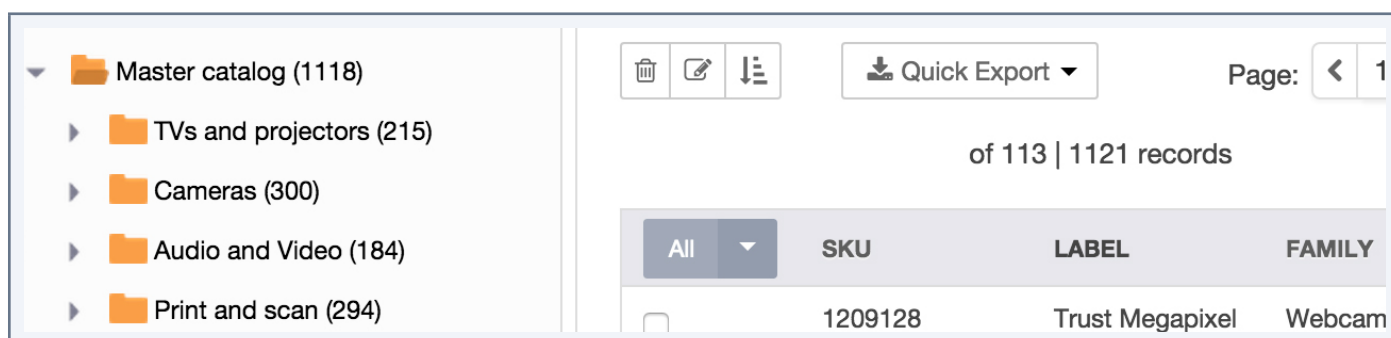 Master catalog (1118)
TVs and projectors (215)
Cameras (300)
Audio and Video (184)
Print and scan (294)
Quick Export
Page: 1
of 113 | 1121 records
All SKU LABEL FAMILY
1209128 Trust Megapixel Webcam